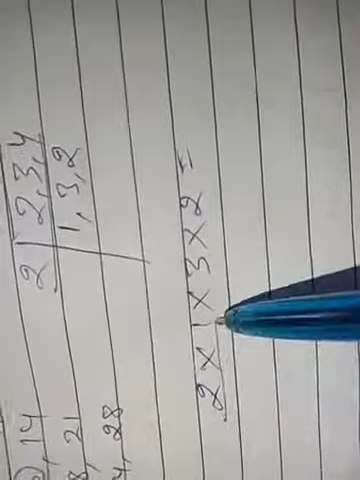 2 | 2, 3, 4
1, 3, 2
2 x 1 x 3 x 2 =
, 14
, 21
, 28